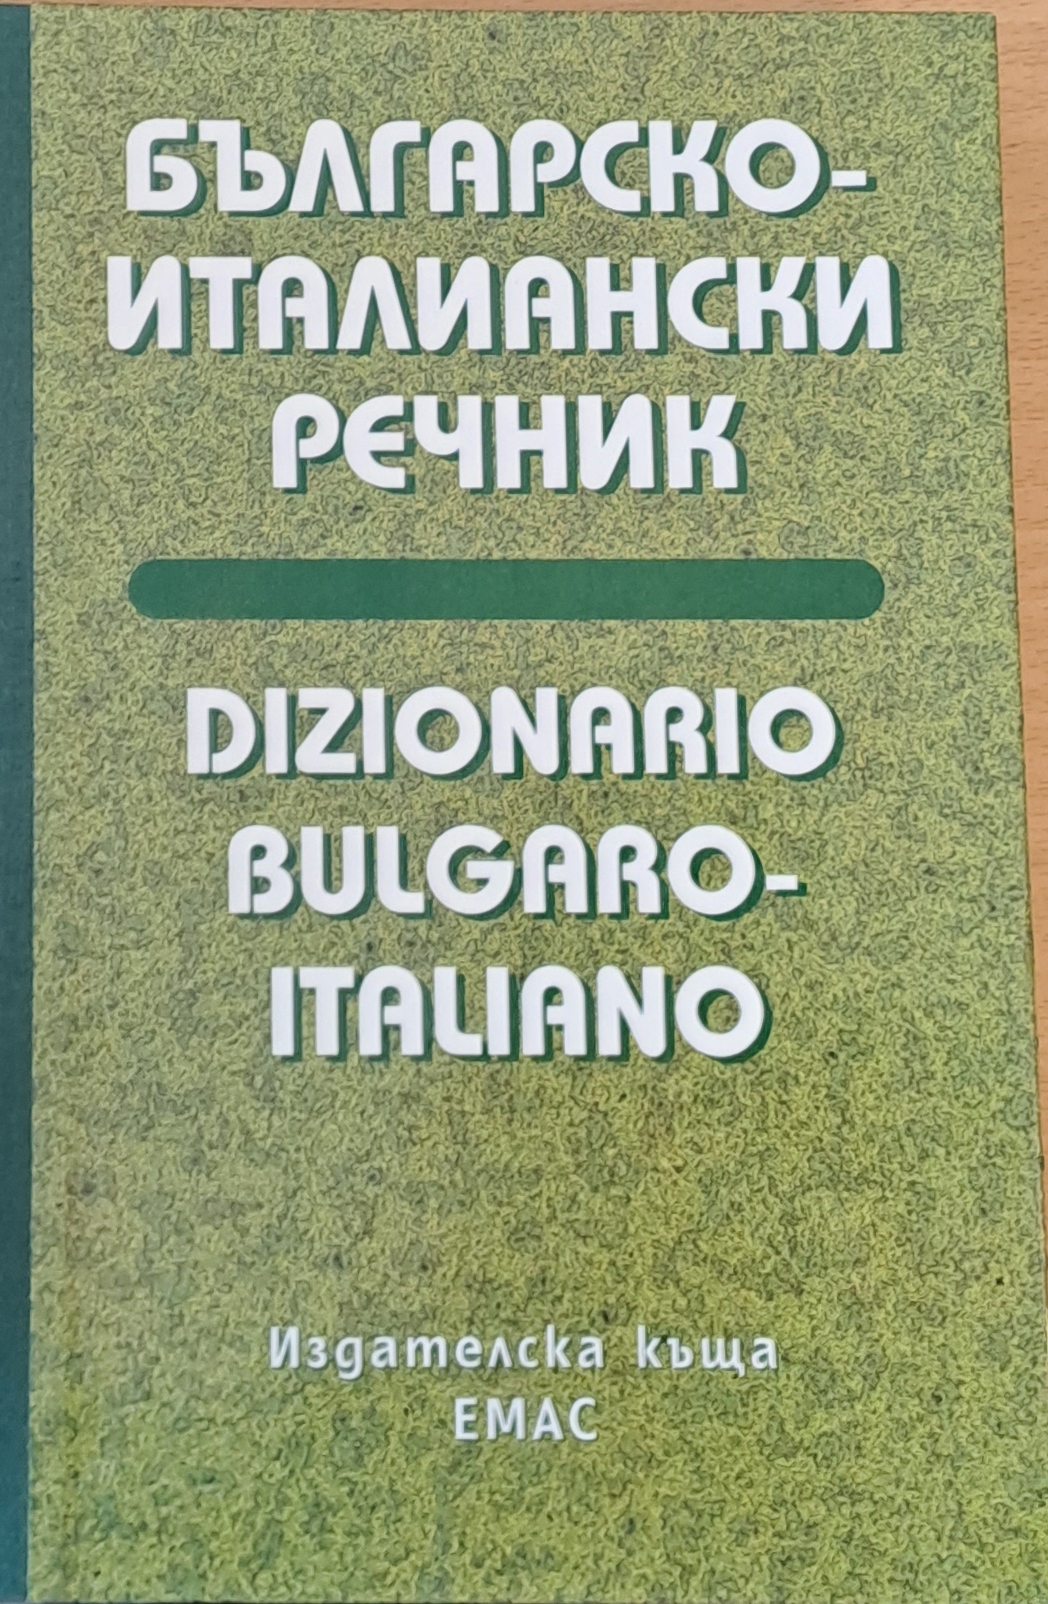 БЪЛГАРСКО-
ИТАЛИАНСКИ
РЕЧНИК
DIZIONARIO
BULGARO-
ITALIANO
Издателска къща
ЕМАС